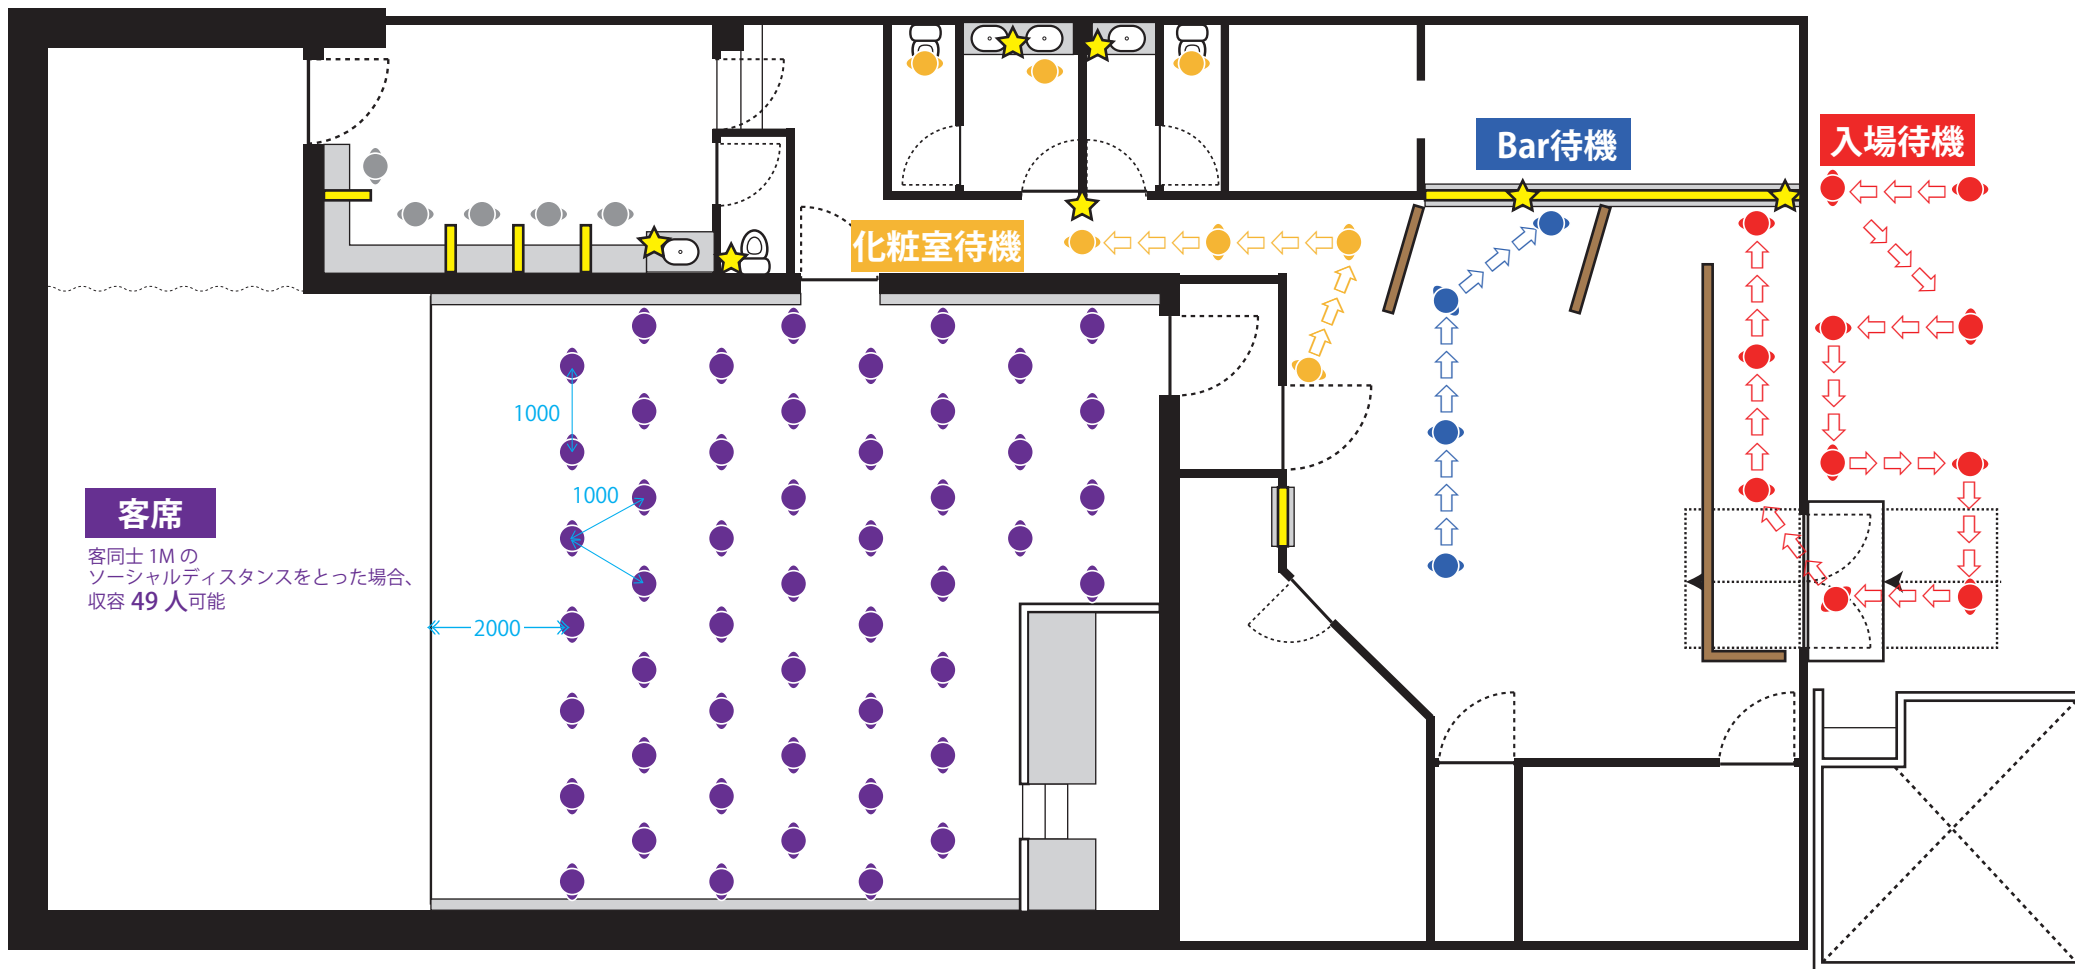 入場待機
Bar待機
化粧室待機
1000
1000
客席
客同士 1M の
ソーシャルディスタンスをとった場合、
収容 49 人可能
2000